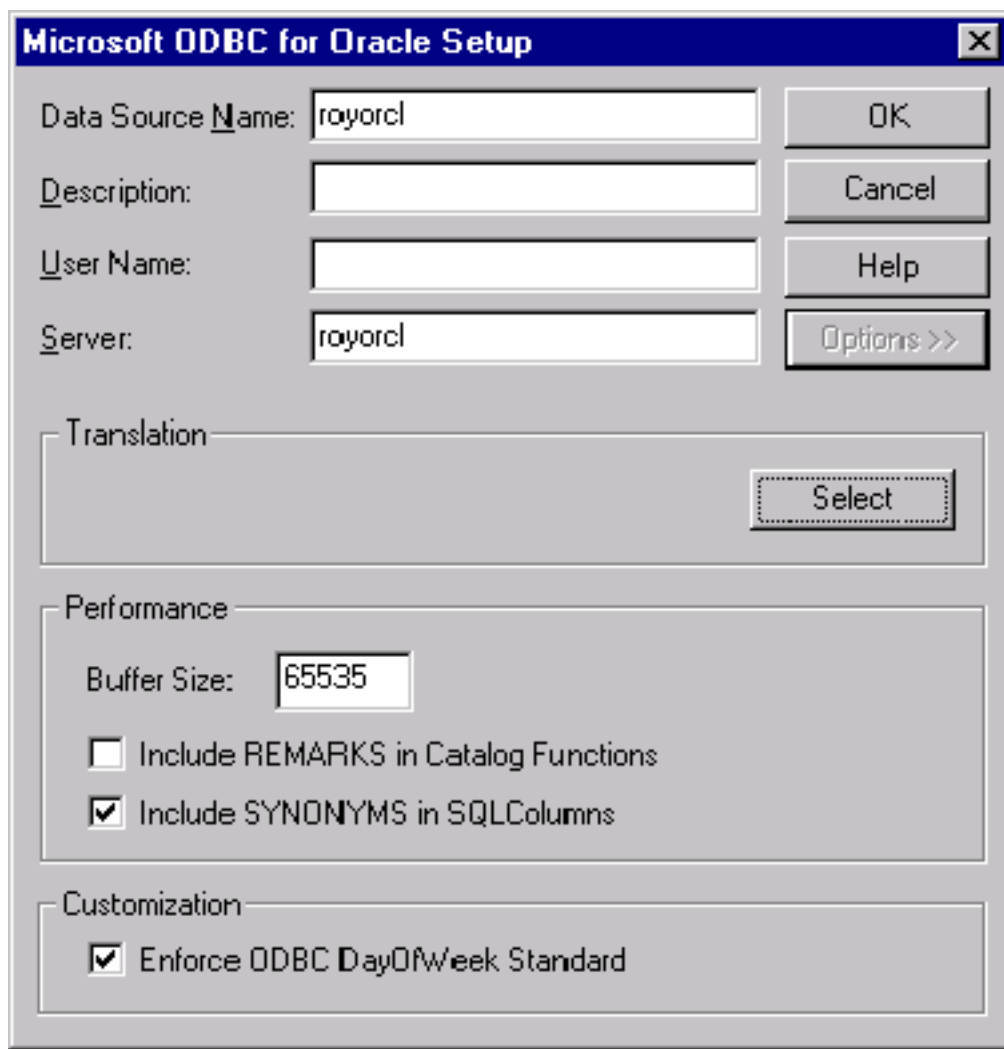 Microsoft ODBC for Oracle Setup
Data Source Name: royorcl OK
Description: Cancel
User Name: Help
Server: royorcl Options >>
Translation
Select
Performance
Buffer Size: 65535
Include REMARKS in Catalog Functions
Include SYNONYMS in SQLColumns
Customization
Enforce ODBC DayOfWeek Standard